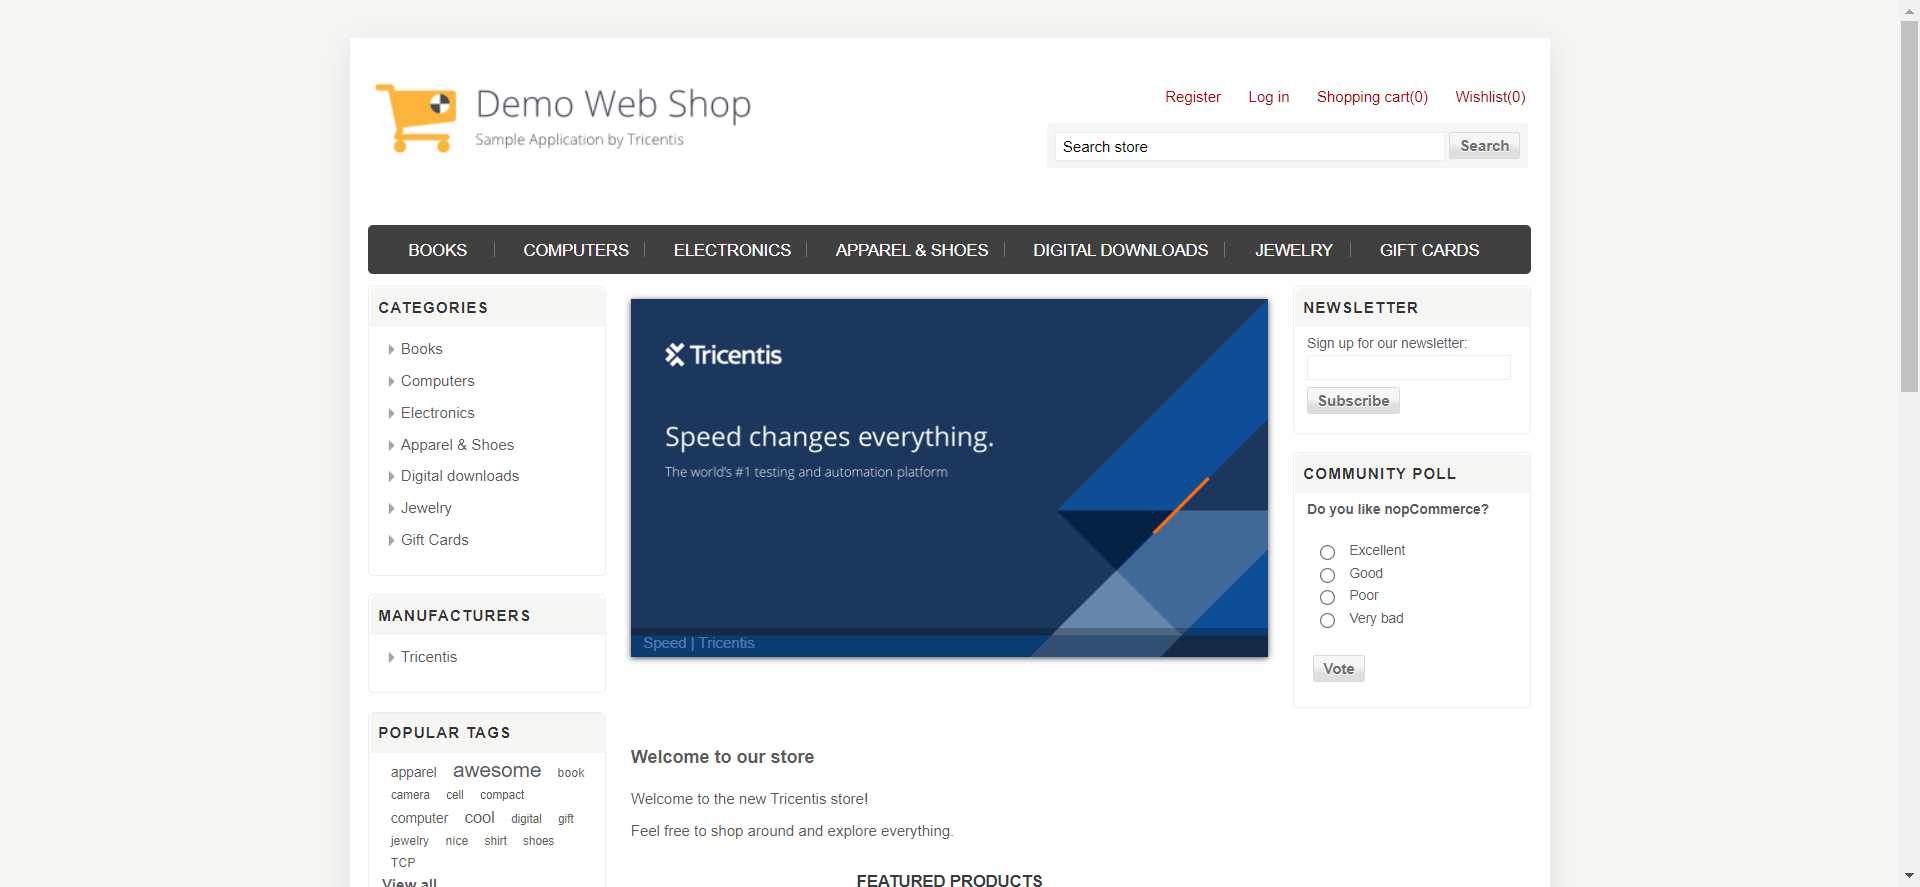 Demo Web Shop
Sample Application by Tricentis
Register Log in Shopping cart(0) Wishlist(0)
Search store Search
BOOKS COMPUTERS ELECTRONICS APPAREL & SHOES DIGITAL DOWNLOADS JEWELRY GIFT CARDS
CATEGORIES
Books
Computers
Electronics
Apparel & Shoes
Digital downloads
Jewelry
Gift Cards
MANUFACTURERS
Tricentis
POPULAR TAGS
apparel awesome book
camera cell compact
computer cool digital gift
jewelry nice shirt shoes
TCP
View all
Tricentis
Speed changes everything.
The world's #1 testing and automation platform
Speed | Tricentis
Welcome to our store
Welcome to the new Tricentis store!
Feel free to shop around and explore everything.
FEATURED PRODUCTS
NEWSLETTER
Sign up for our newsletter:
Subscribe
COMMUNITY POLL
Do you like nopCommerce?
Excellent
Good
Poor
Very bad
Vote